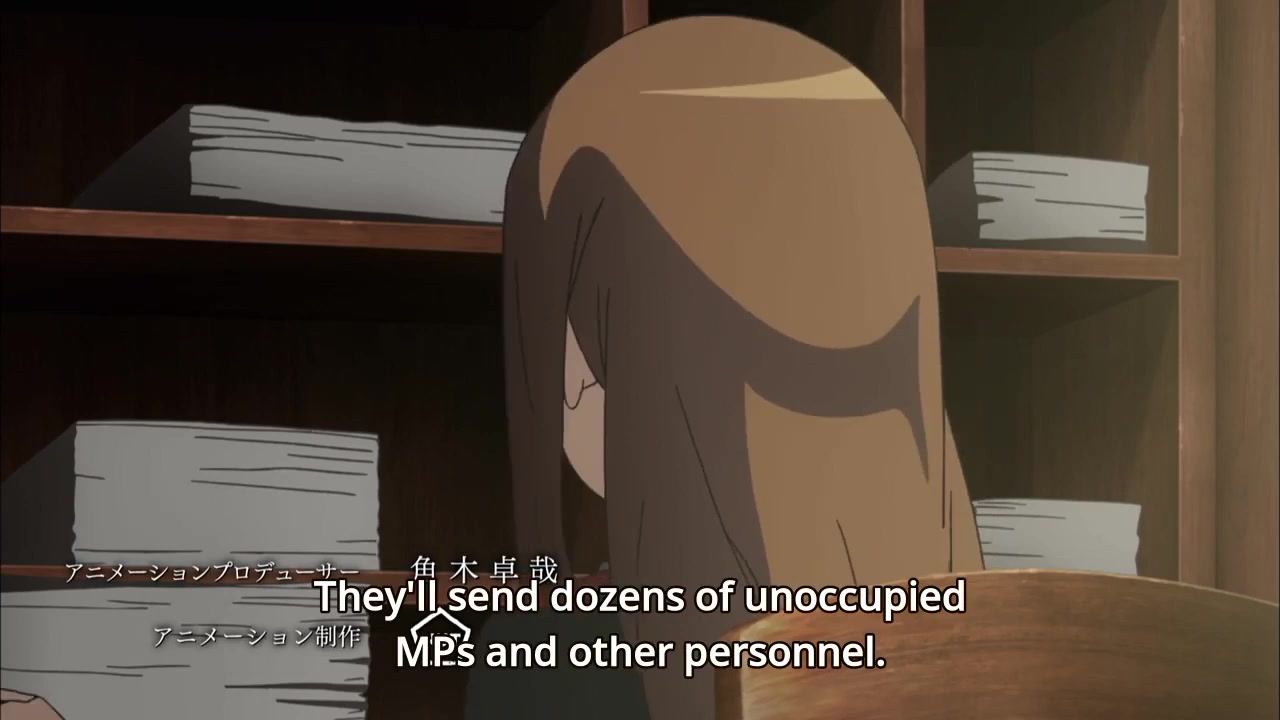 アニメーションプロデューサー 角木卓哉
They'll send dozens of unoccupied
アニメーション制作
MPs and other personnel.